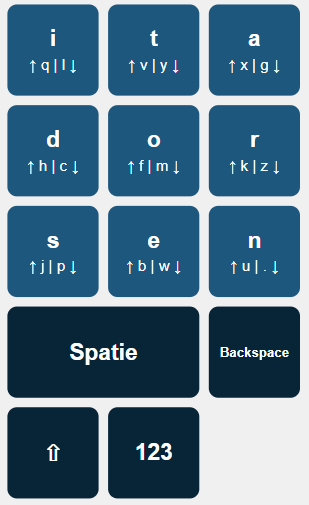 i t a
↑q|l↓ ↑v|y↓ ↑x|g↓
d o r
↑h|c↓ ↑f|m↓ ↑k|z↓
s e n
↑j|p↓ ↑b|w↓ ↑u|.↓
Spatie Backspace
⇧ 123